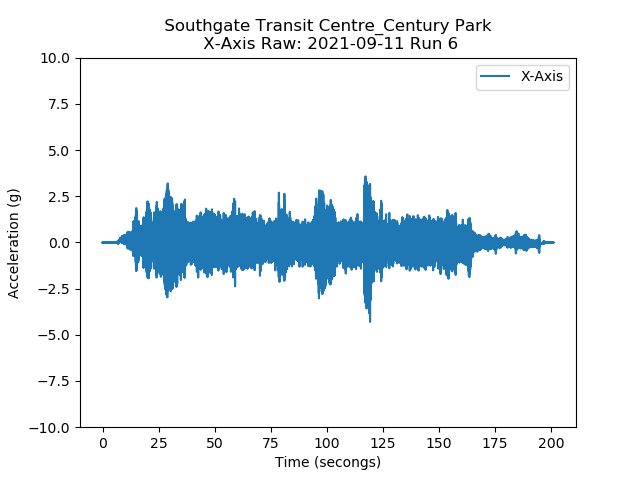 Southgate Transit Centre_Century Park
X-Axis Raw: 2021-09-11 Run 6
X-Axis
10.0
7.5
5.0
2.5
0.0
−2.5
−5.0
−7.5
−10.0
Acceleration (g)
0 25 50 75 100 125 150 175 200
Time (secongs)